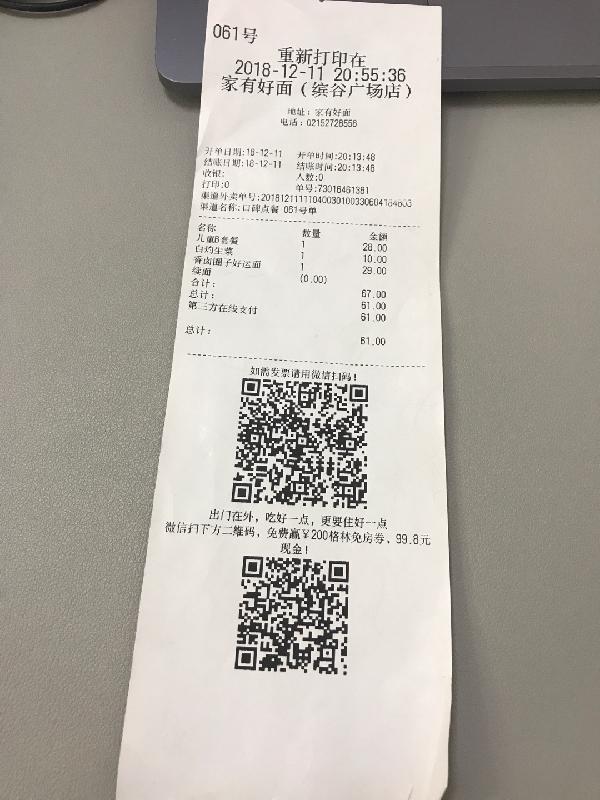 061号
重新打印在
2018-12-11 20:55:36
家有好面（缤谷广场店）
地址：家有好面
电话：02152728556
开单日期:18-12-11 开单时间:20:13:46
结账日期:18-12-11 结账时间:20:13:46
收银: 人数:0
打印:0 单号:73016461381
渠道外卖单号:
渠道名称:口碑点餐 061号单
名称 数量 金额
儿童B套餐 1 28.00
白灼生菜 1 10.00
香卤圈子好运面 1 29.00
续面 (0.00)
合计: 67.00
总计: 61.00
第三方在线支付 61.00
总计: 61.00
如需发票请用微信扫码！
出门在外，吃好一点，更要住好一点
微信扫下方二维码，免费赢￥200格林免房券、99.8元
现金！